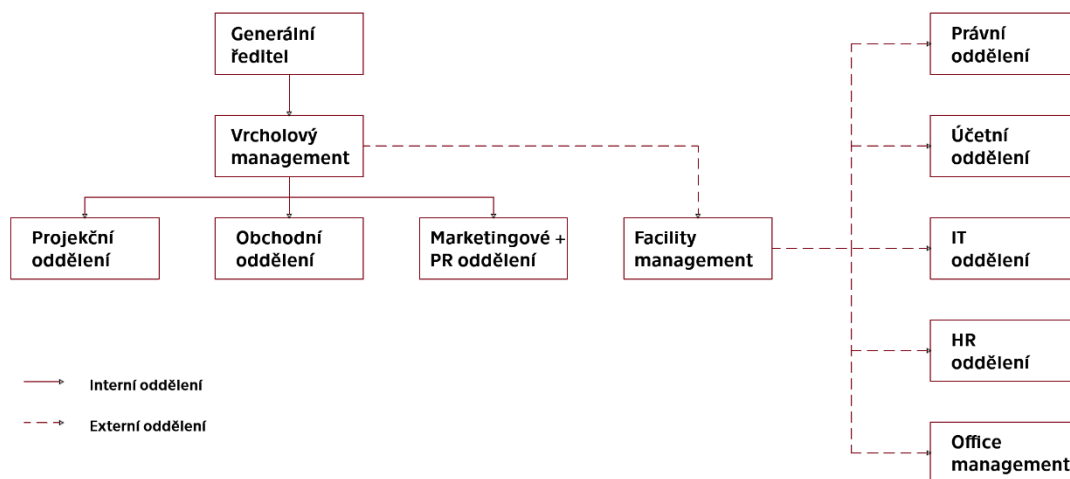 Generální
ředitel
Vrcholový
management
Projekční
oddělení
Obchodní
oddělení
Marketingové +
PR oddělení
Facility
management
Právní
oddělení
Účetní
oddělení
IT
oddělení
HR
oddělení
Office
management
Interní oddělení
Externí oddělení